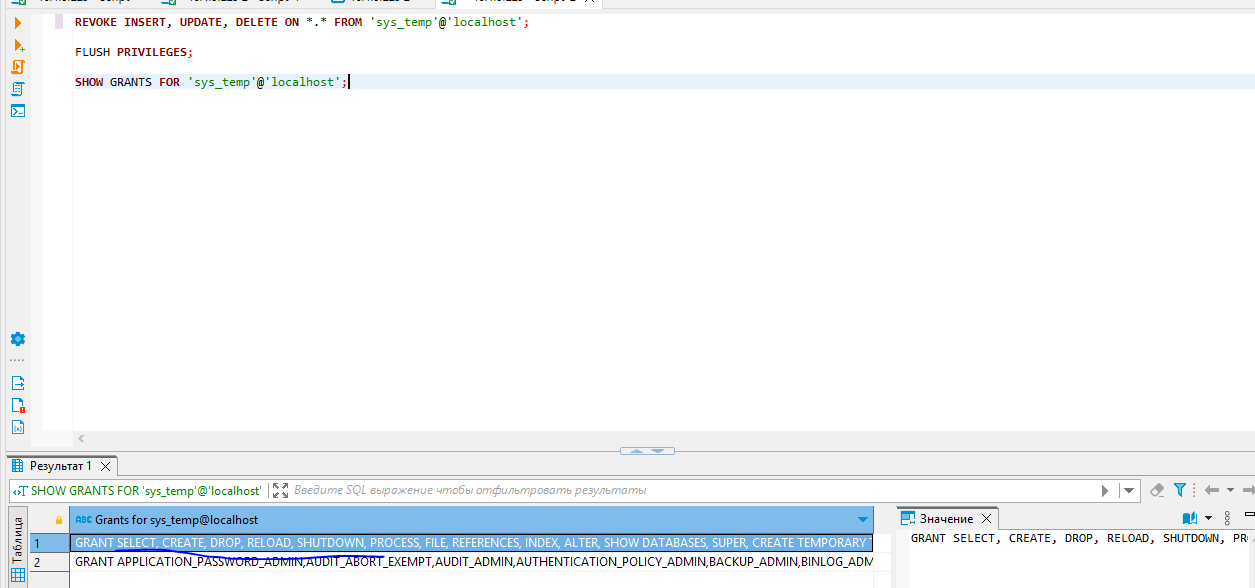 REVOKE INSERT, UPDATE, DELETE ON *.* FROM 'sys_temp'@'localhost';
FLUSH PRIVILEGES;
SHOW GRANTS FOR 'sys_temp'@'localhost';
Результат 1
SHOW GRANTS FOR 'sys_temp'@'localhost'
Введите SQL выражение чтобы отфильтровать результаты
Таблица
ABC Grants for sys_temp@localhost
1 GRANT SELECT, CREATE, DROP, RELOAD, SHUTDOWN, PROCESS, FILE, REFERENCES, INDEX, ALTER, SHOW DATABASES, SUPER, CREATE TEMPORARY
2 GRANT APPLICATION_PASSWORD_ADMIN,AUDIT_ABORT_EXEMPT,AUDIT_ADMIN,AUTHENTICATION_POLICY_ADMIN,BACKUP_ADMIN,BINLOG_ADM
Значение
GRANT SELECT, CREATE, DROP, RELOAD, SHUTDOWN, PR